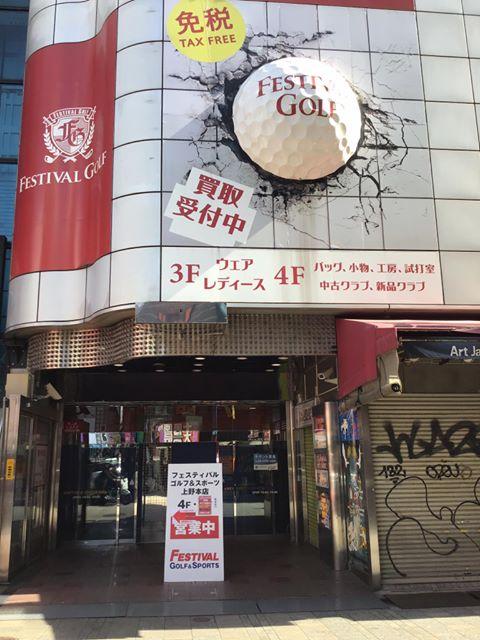 免税
TAX FREE
FESTIVAL
GOLF
FESTIVAL GOLF
FESTIVAL GOLF
買取
受付中
3F ウェア
レディース
4F バッグ、小物、工房、試打室
中古クラブ、新品クラブ
Art Ja
フェスティバル
ゴルフ&スポーツ
上野本店
4F
営業中
FESTIVAL
GOLF&SPORTS
132